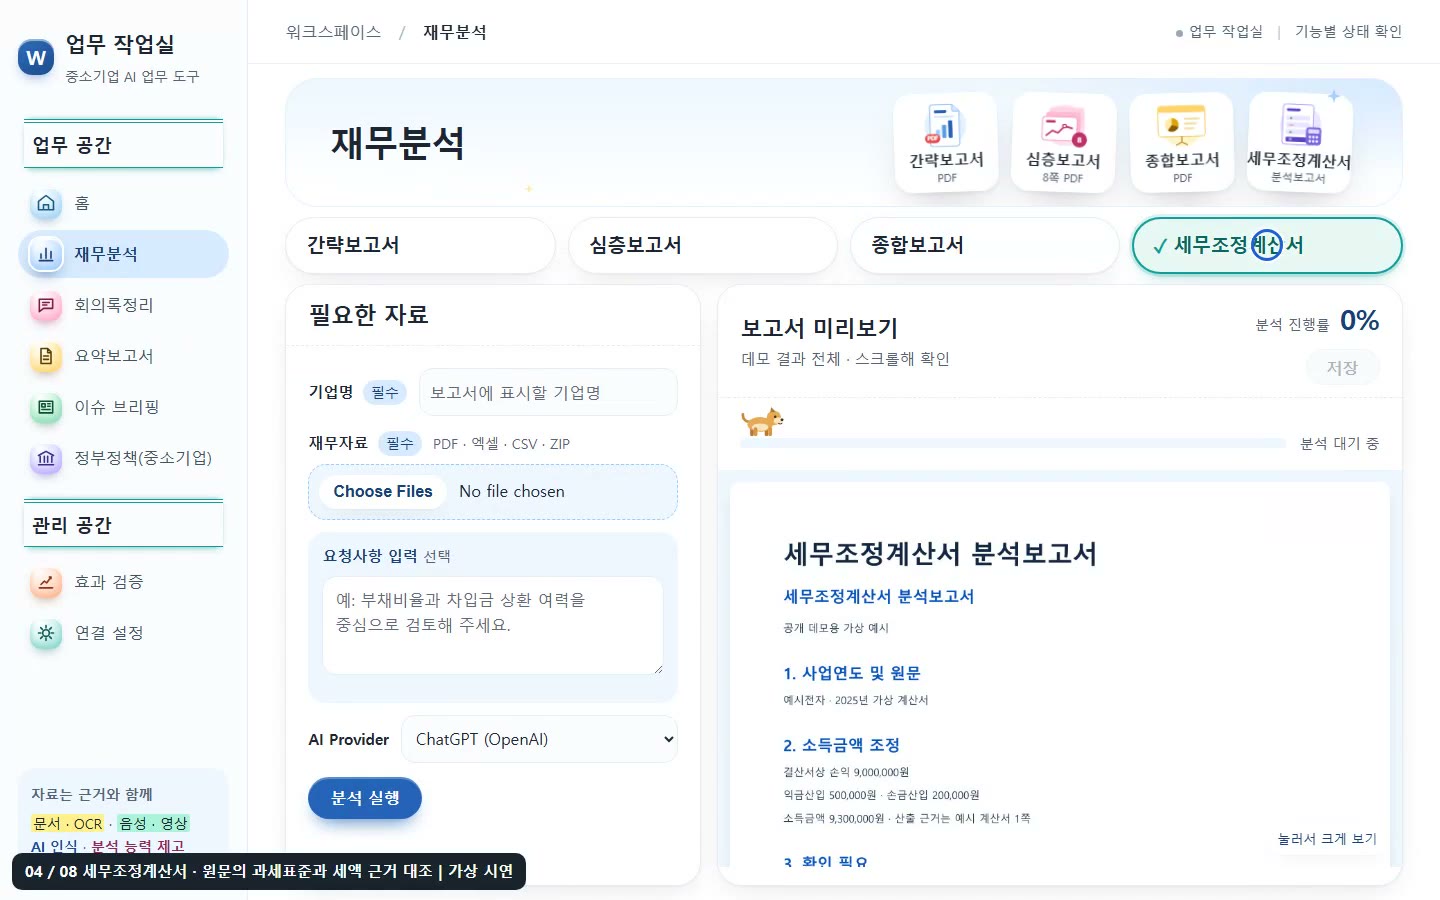 W
업무 작업실
중소기업 AI 업무 도구
업무 공간
홈
재무분석
회의록정리
요약보고서
이슈 브리핑
정부정책(중소기업)
관리 공간
효과 검증
연결 설정
자료는 근거와 함께
문서 · OCR · 음성 · 영상
AI 인식 · 분석 능력 제고
워크스페이스 / 재무분석
업무 작업실 | 기능별 상태 확인
재무분석
간략보고서
PDF
심층보고서
8쪽 PDF
종합보고서
PDF
세무조정계산서
분석보고서
간략보고서
심층보고서
종합보고서
✓ 세무조정계산서
필요한 자료
기업명 필수 보고서에 표시할 기업명
재무자료 필수 PDF · 엑셀 · CSV · ZIP
Choose Files No file chosen
요청사항 입력 선택
예: 부채비율과 차입금 상환 여력을
중심으로 검토해 주세요.
AI Provider ChatGPT (OpenAI)
분석 실행
보고서 미리보기
데모 결과 전체 · 스크롤해 확인
분석 진행률 0%
저장
분석 대기 중
세무조정계산서 분석보고서
세무조정계산서 분석보고서
공개 데모용 가상 예시
1. 사업연도 및 원문
예시전자 · 2025년 가상 계산서
2. 소득금액 조정
결산서상 손익 9,000,000원
익금산입 500,000원 · 손금산입 200,000원
소득금액 9,300,000원 · 산출 근거는 예시 계산서 1쪽
3. 확인 필요
눌러서 크게 보기
04 / 08 세무조정계산서 · 원문의 과세표준과 세액 근거 대조 | 가상 시연